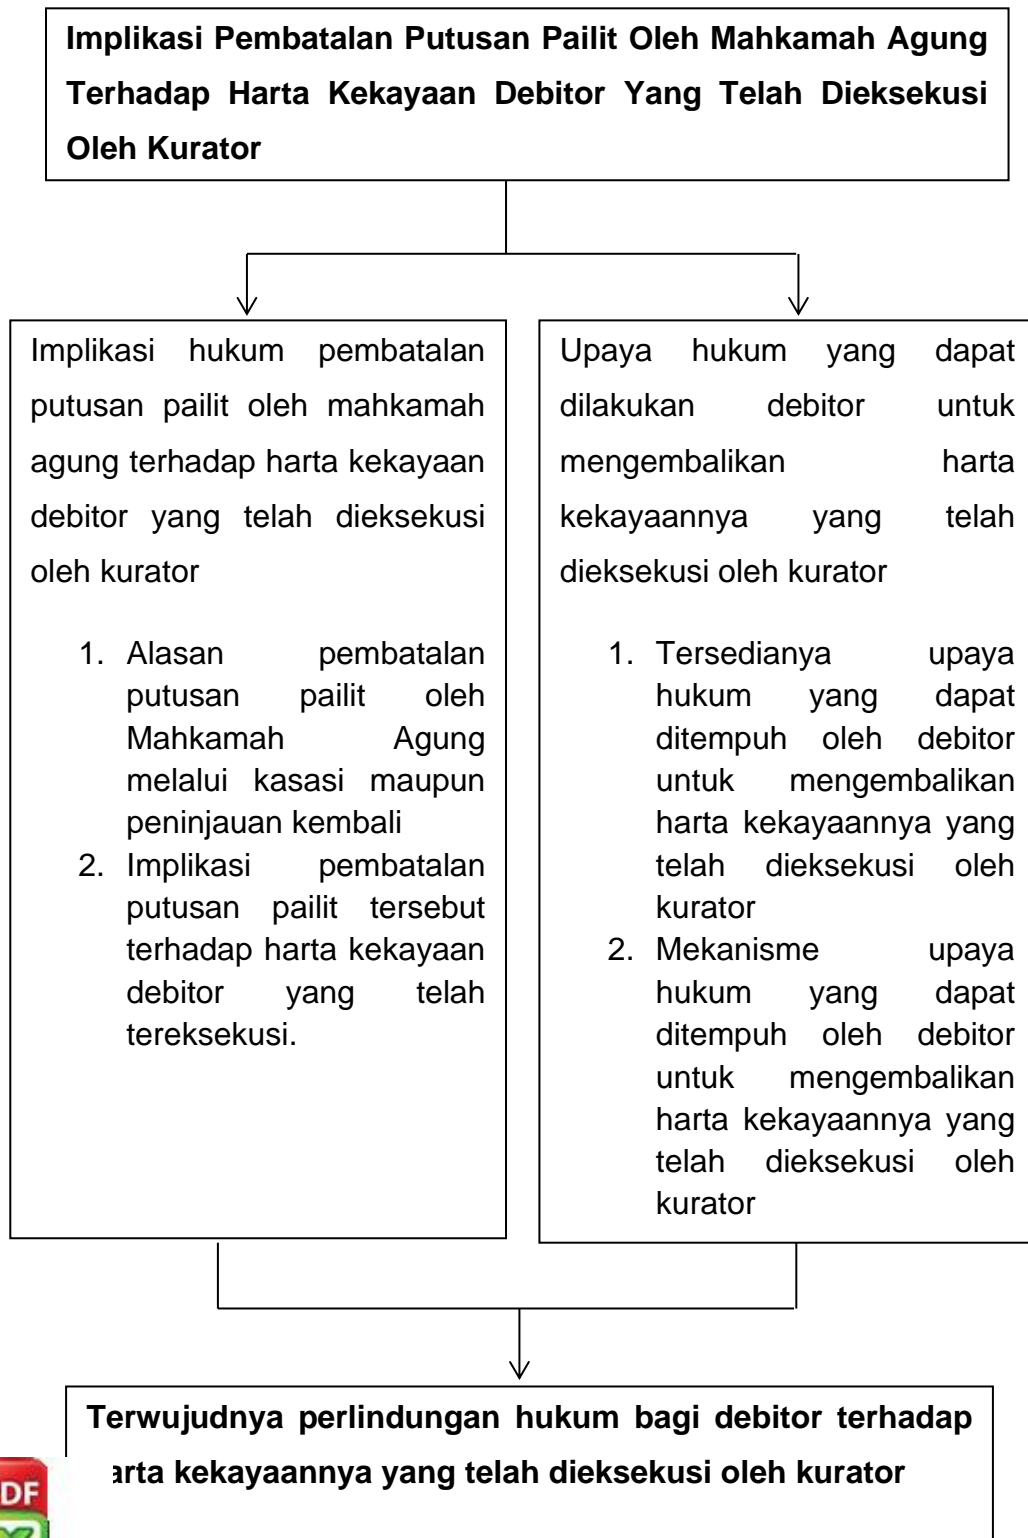 Implikasi Pembatalan Putusan Pailit Oleh Mahkamah Agung
Terhadap Harta Kekayaan Debitor Yang Telah Dieksekusi
Oleh Kurator
Implikasi hukum pembatalan
putusan pailit oleh mahkamah
agung terhadap harta kekayaan
debitor yang telah dieksekusi
oleh kurator
1. Alasan pembatalan
putusan pailit oleh
Mahkamah Agung
melalui kasasi maupun
peninjauan kembali
2. Implikasi pembatalan
putusan pailit tersebut
terhadap harta kekayaan
debitor yang telah
tereksekusi.
Upaya hukum yang dapat
dilakukan debitor untuk
mengembalikan harta
kekayaannya yang telah
dieksekusi oleh kurator
1. Tersedianya upaya
hukum yang dapat
ditempuh oleh debitor
untuk mengembalikan
harta kekayaannya yang
telah dieksekusi oleh
kurator
2. Mekanisme upaya
hukum yang dapat
ditempuh oleh debitor
untuk mengembalikan
harta kekayaannya yang
telah dieksekusi oleh
kurator
Terwujudnya perlindungan hukum bagi debitor terhadap
arta kekayaannya yang telah dieksekusi oleh kurator
DF